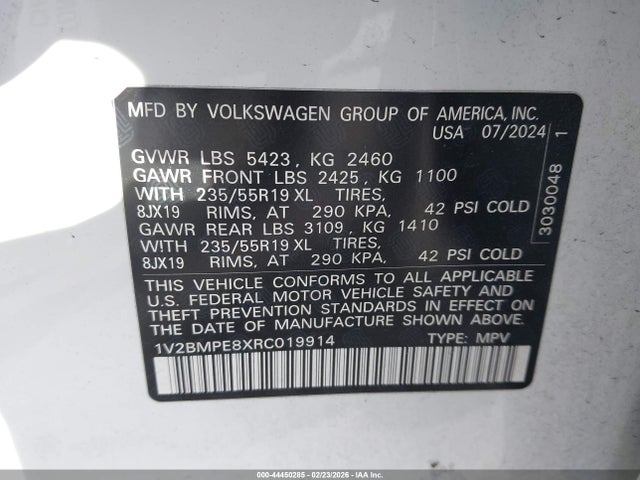 MFD BY VOLKSWAGEN GROUP OF AMERICA, INC.
USA 07/2024
GVWR LBS 5423, KG 2460
GAWR FRONT LBS 2425, KG 1100
WITH 235/55R19 XL TIRES,
8JX19 RIMS, AT 290 KPA, 42 PSI COLD
GAWR REAR LBS 3109, KG 1410
WITH 235/55R19 XL TIRES,
8JX19 RIMS, AT 290 KPA, 42 PSI COLD
THIS VEHICLE CONFORMS TO ALL APPLICABLE
U.S. FEDERAL MOTOR VEHICLE SAFETY AND
THEFT PREVENTION STANDARDS IN EFFECT ON
THE DATE OF MANUFACTURE SHOWN ABOVE.
1V2BMPE8XRC019914 TYPE: MPV
3030048 1
000-44450285 - 02/23/2026 - IAA Corp.